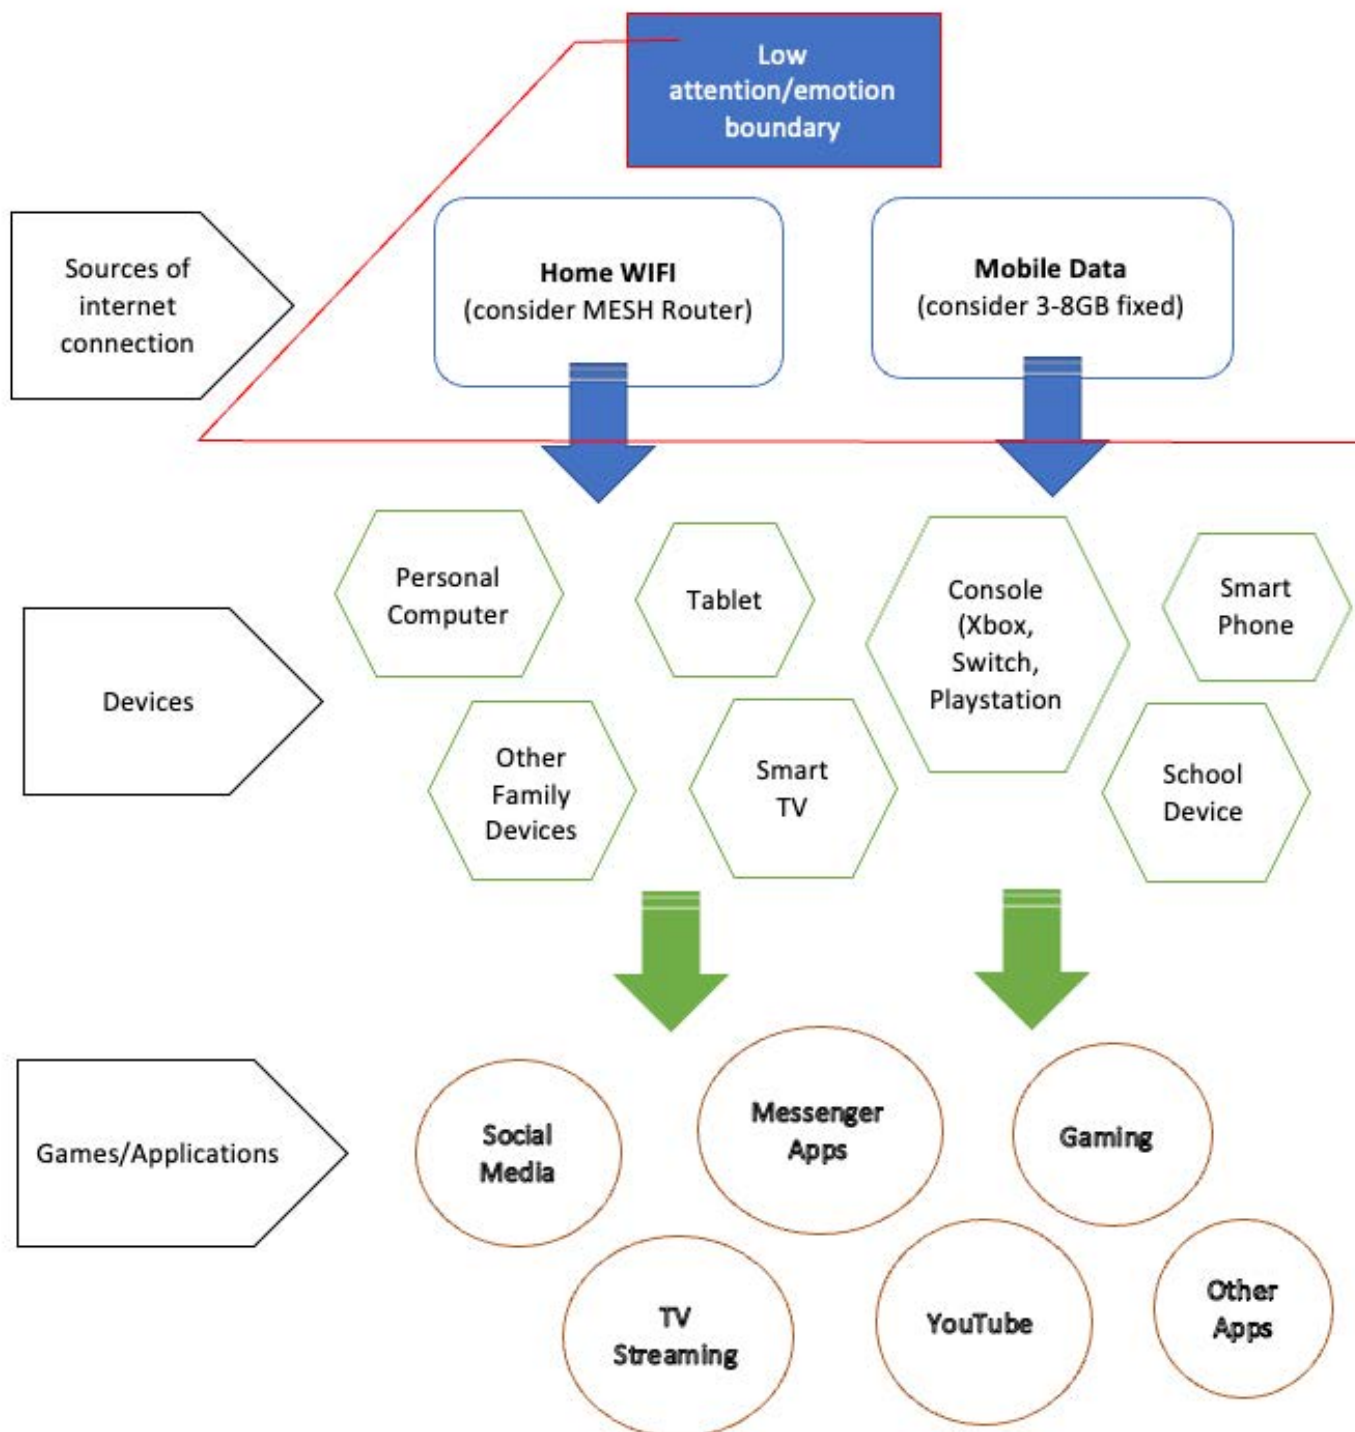 Low
attention/emotion
boundary
Sources of
internet
connection
Home WIFI
(consider MESH Router)
Mobile Data
(consider 3-8GB fixed)
Devices
Personal
Computer
Tablet
Console
(Xbox,
Switch,
Playstation
Smart
Phone
Other
Family
Devices
Smart
TV
School
Device
Games/Applications
Social
Media
Messenger
Apps
Gaming
TV
Streaming
YouTube
Other
Apps